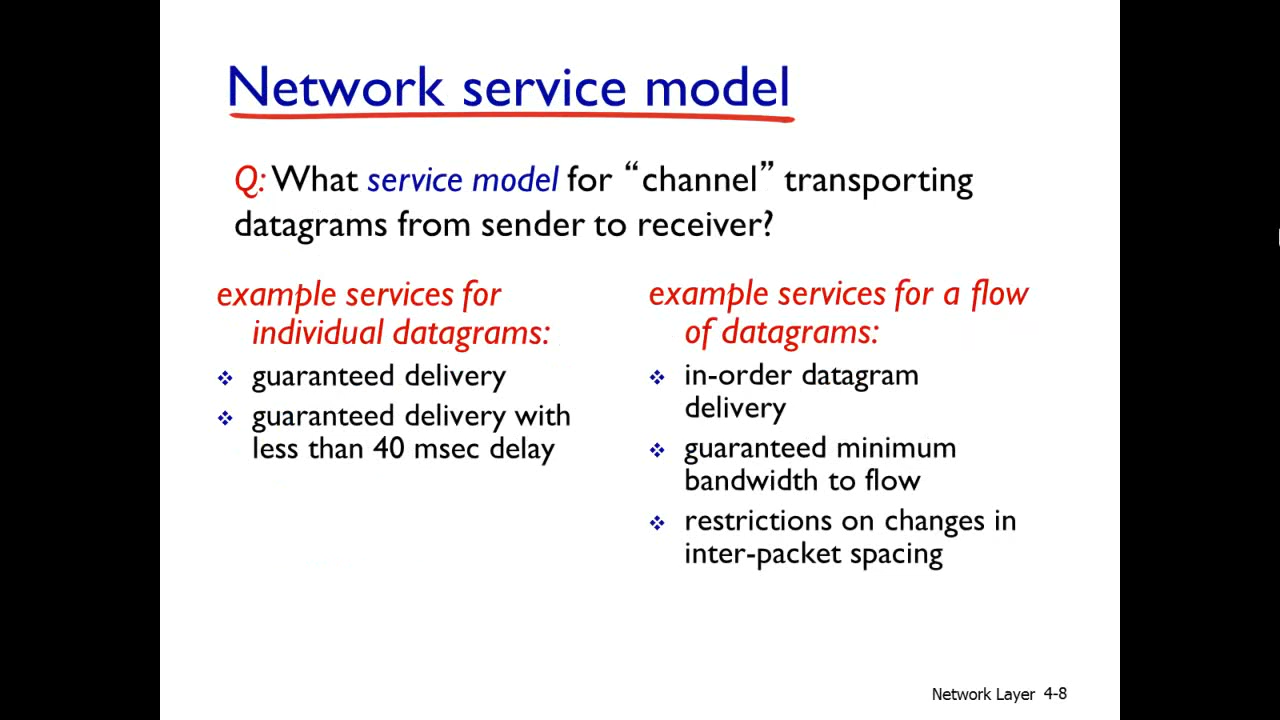 Network service model
Q: What service model for “channel” transporting
datagrams from sender to receiver?
example services for
individual datagrams:
❖ guaranteed delivery
❖ guaranteed delivery with
less than 40 msec delay
example services for a flow
of datagrams:
❖ in-order datagram
delivery
❖ guaranteed minimum
bandwidth to flow
❖ restrictions on changes in
inter-packet spacing
Network Layer 4-8